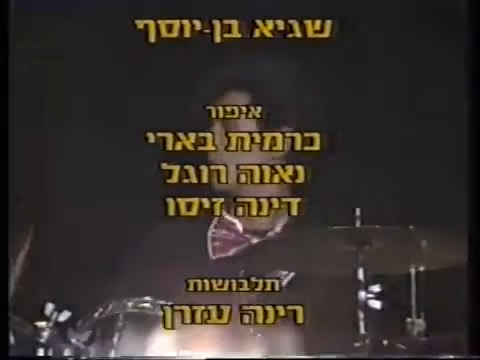 שגיא בן-יוסף
איפור
כרמית בארי
נאוה רוגל
דינה זיסו
תלבושות
רינה עזרן